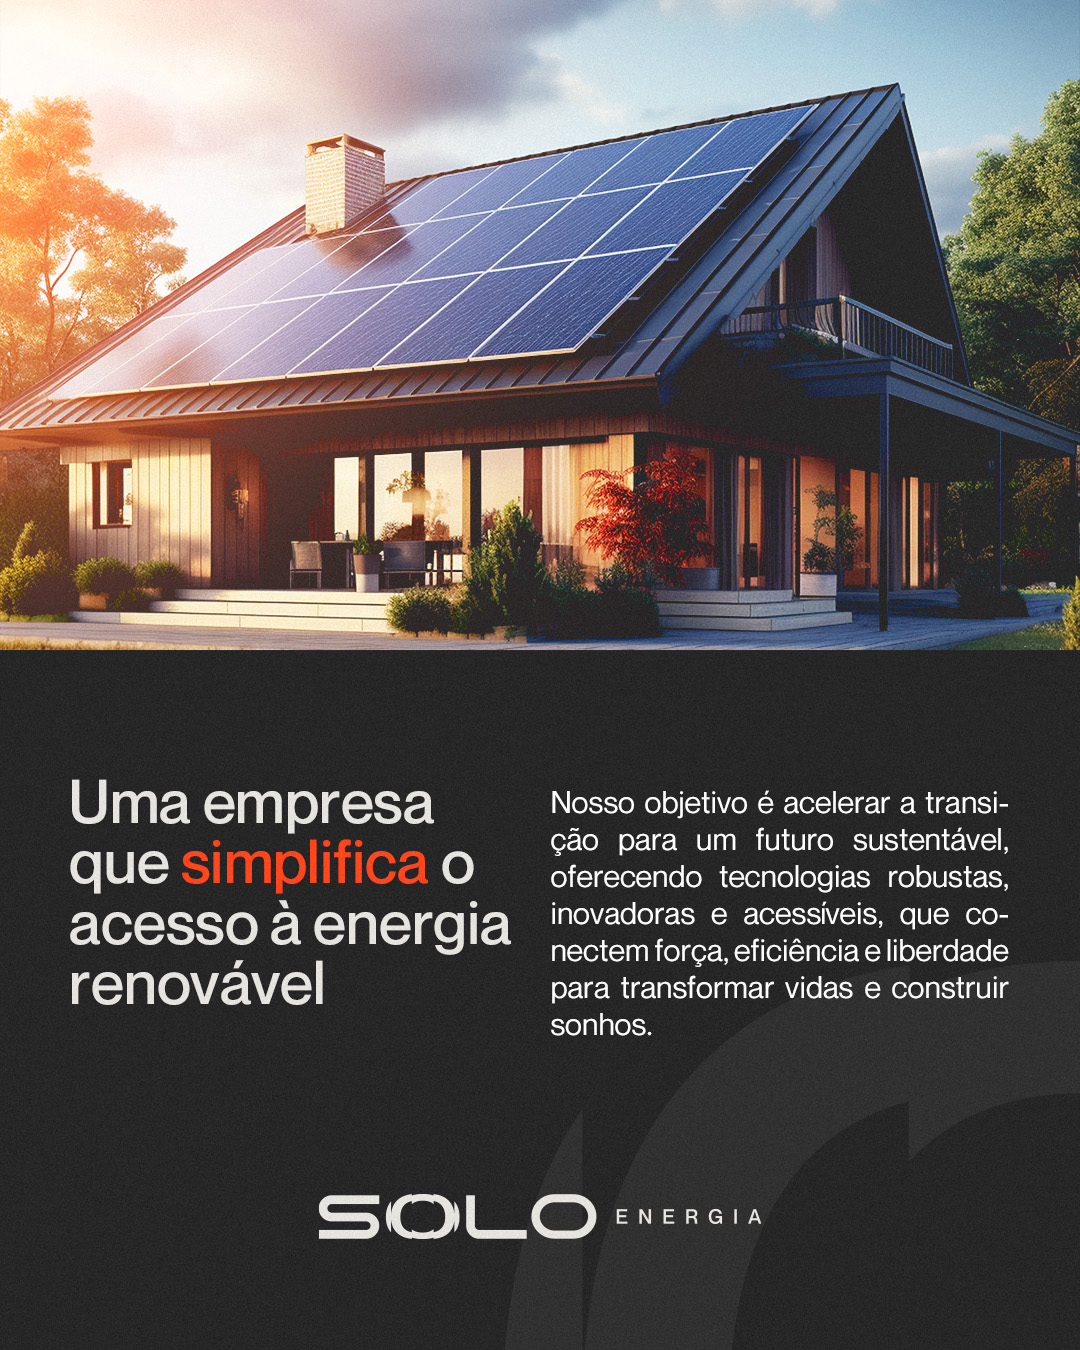 Uma empresa
que simplifica o
acesso à energia
renovável
Nosso objetivo é acelerar a transi-
ção para um futuro sustentável,
oferecendo tecnologias robustas,
inovadoras e acessíveis, que co-
nectem força, eficiência e liberdade
para transformar vidas e construir
sonhos.
SOLO ENERGIA